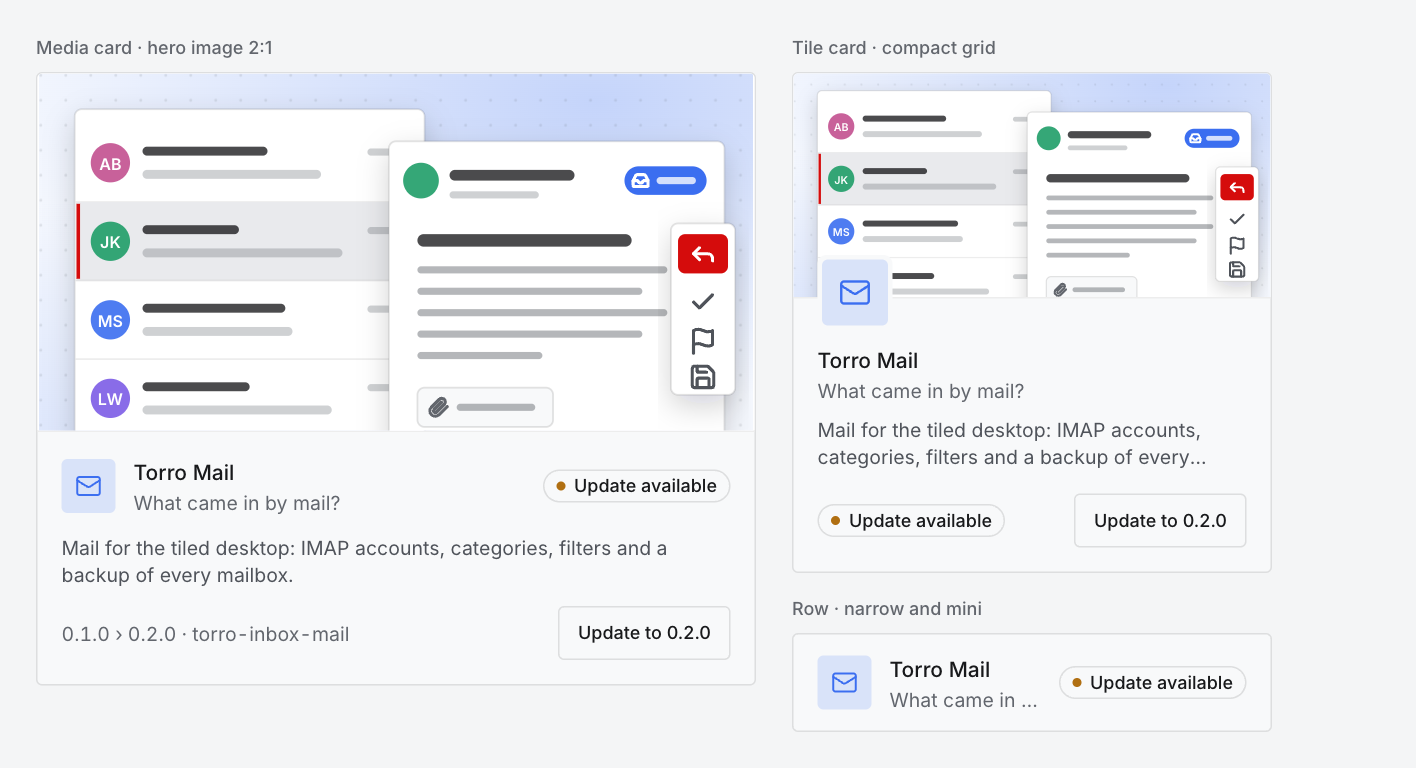 Media card · hero image 2:1
AB
JK
MS
LW
Torro Mail
What came in by mail?
Update available
Mail for the tiled desktop: IMAP accounts, categories, filters and a
backup of every mailbox.
0.1.0 › 0.2.0 · torro-inbox-mail
Update to 0.2.0
Tile card · compact grid
AB
JK
MS
Torro Mail
What came in by mail?
Mail for the tiled desktop: IMAP accounts,
categories, filters and a backup of every…
Update available
Update to 0.2.0
Row · narrow and mini
Torro Mail
What came in …
Update available